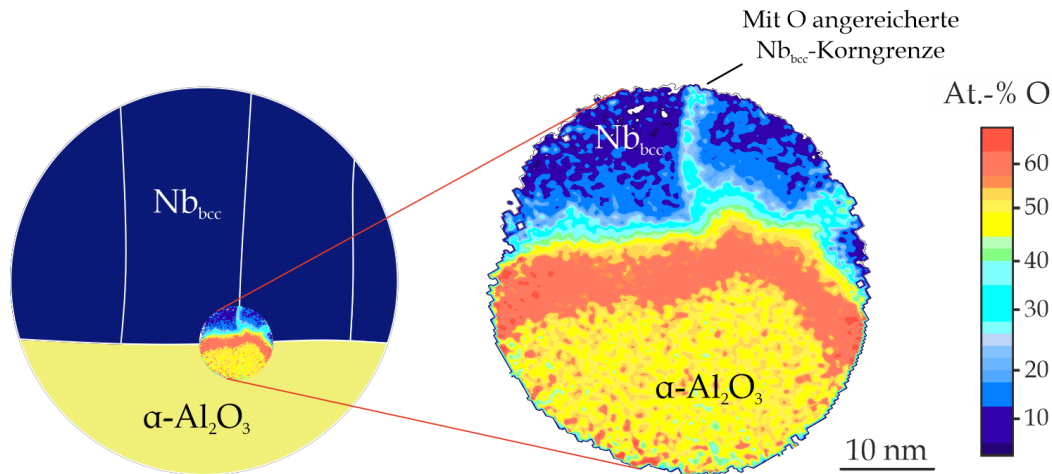 Mit O angereicherte
Nb_bcc-Korngrenze
At.-% O
Nb_bcc
Nb_bcc
60
50
40
30
20
10
α-Al₂O₃
α-Al₂O₃
10 nm